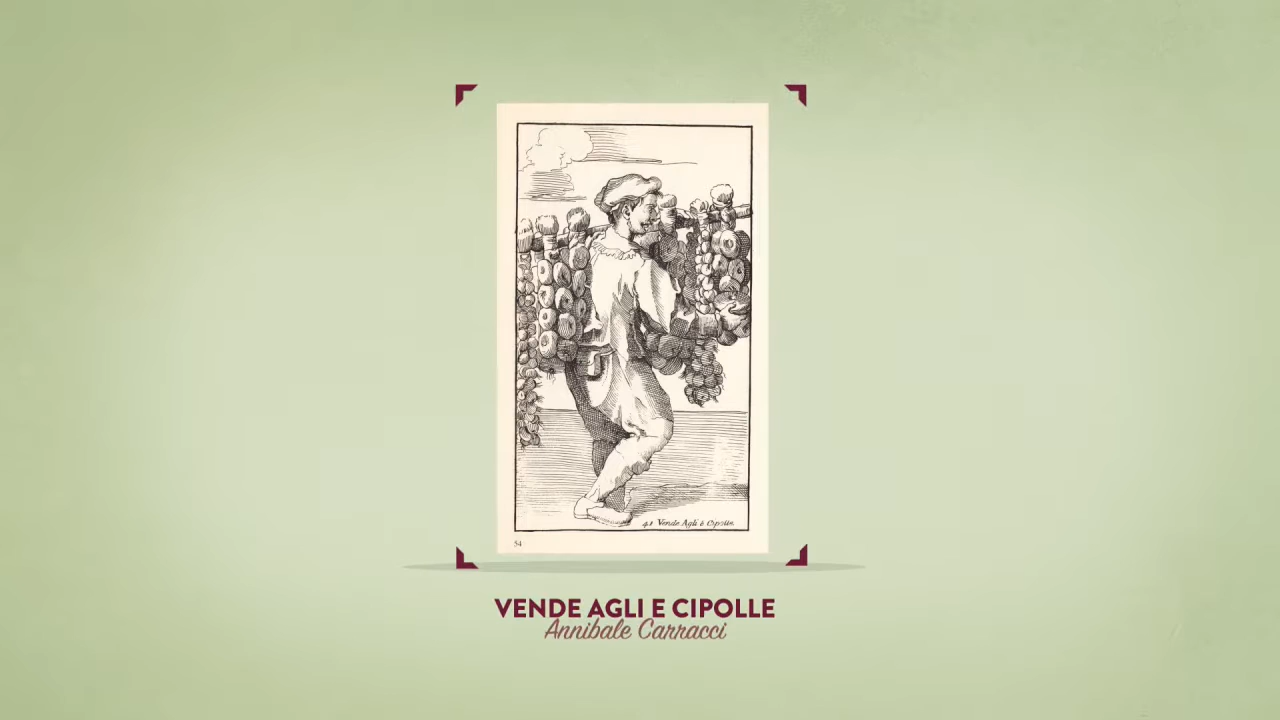 41 Vende Agli è Cipolle.
54
VENDE AGLI E CIPOLLE
Annibale Carracci